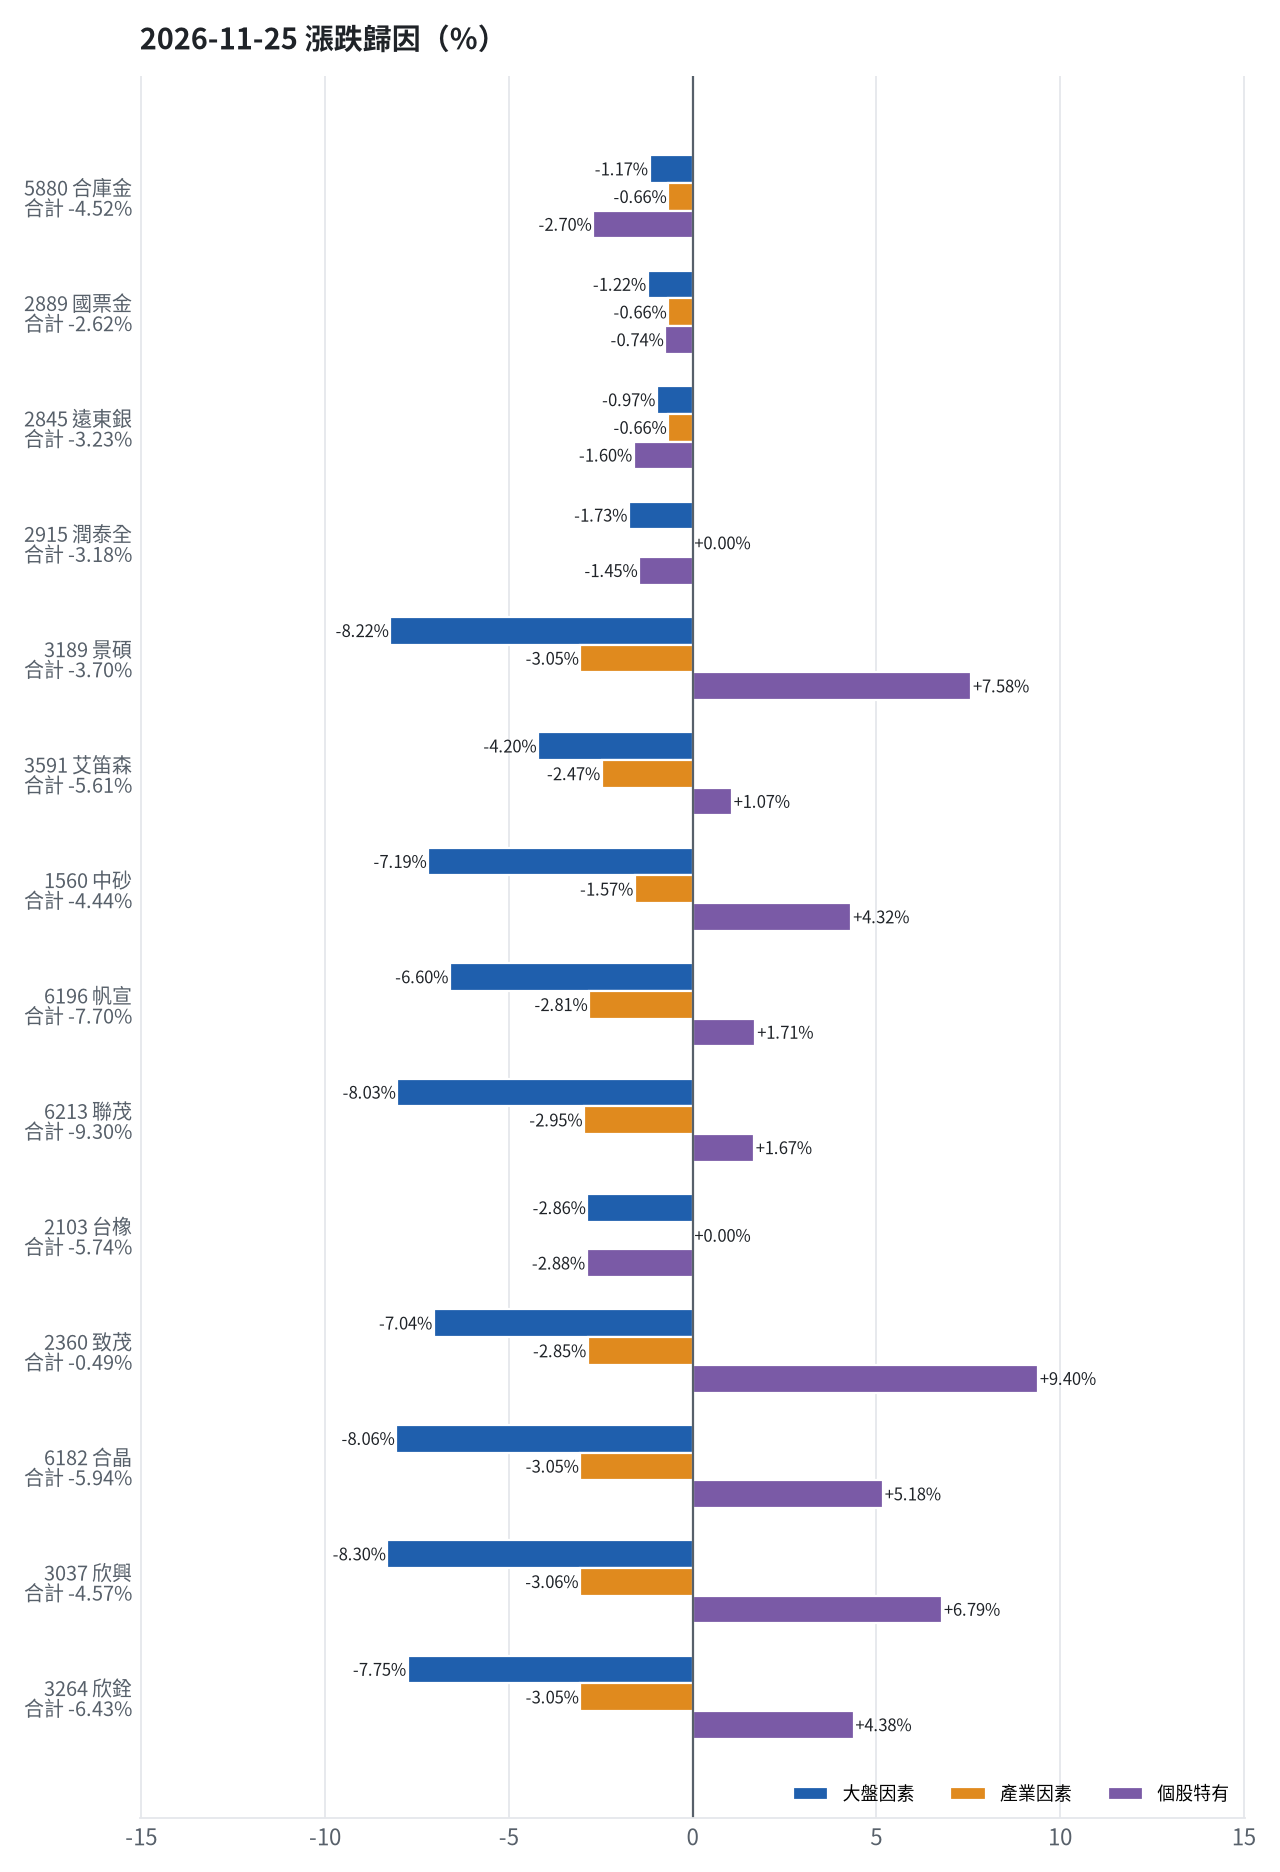 2026-11-25 漲跌歸因（%）
5880 合庫金
合計 -4.52%
-1.17%
-0.66%
-2.70%
2889 國票金
合計 -2.62%
-1.22%
-0.66%
-0.74%
2845 遠東銀
合計 -3.23%
-0.97%
-0.66%
-1.60%
2915 潤泰全
合計 -3.18%
-1.73%
+0.00%
-1.45%
3189 景碩
合計 -3.70%
-8.22%
-3.05%
+7.58%
3591 艾笛森
合計 -5.61%
-4.20%
-2.47%
+1.07%
1560 中砂
合計 -4.44%
-7.19%
-1.57%
+4.32%
6196 帆宣
合計 -7.70%
-6.60%
-2.81%
+1.71%
6213 聯茂
合計 -9.30%
-8.03%
-2.95%
+1.67%
2103 台橡
合計 -5.74%
-2.86%
+0.00%
-2.88%
2360 致茂
合計 -0.49%
-7.04%
-2.85%
+9.40%
6182 合晶
合計 -5.94%
-8.06%
-3.05%
+5.18%
3037 欣興
合計 -4.57%
-8.30%
-3.06%
+6.79%
3264 欣銓
合計 -6.43%
-7.75%
-3.05%
+4.38%
大盤因素 產業因素 個股特有
-15 -10 -5 0 5 10 15